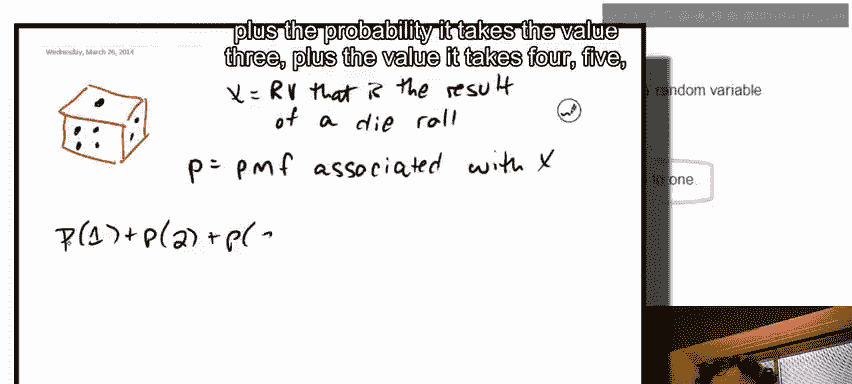 plus the probability it takes the value
three, plus the value it takes four, five,
Wednesday, March 26, 2014
X = RV that is the result
of a die roll
random variable
p = pmf associated with X
to one.
P(1) + P(2) + P(